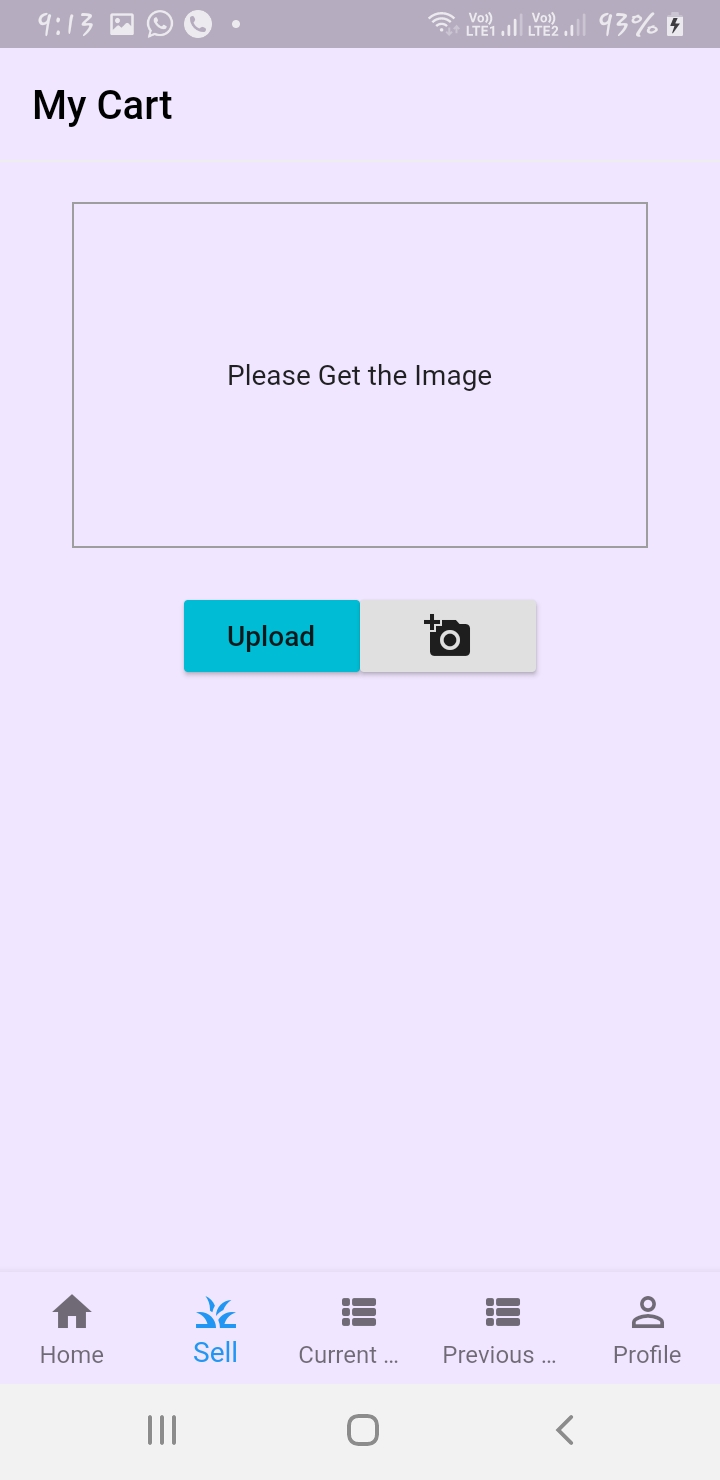 9:13 Vo)) LTE1 Vo)) LTE2 93%
My Cart
Please Get the Image
Upload
Home Sell Current ... Previous ... Profile